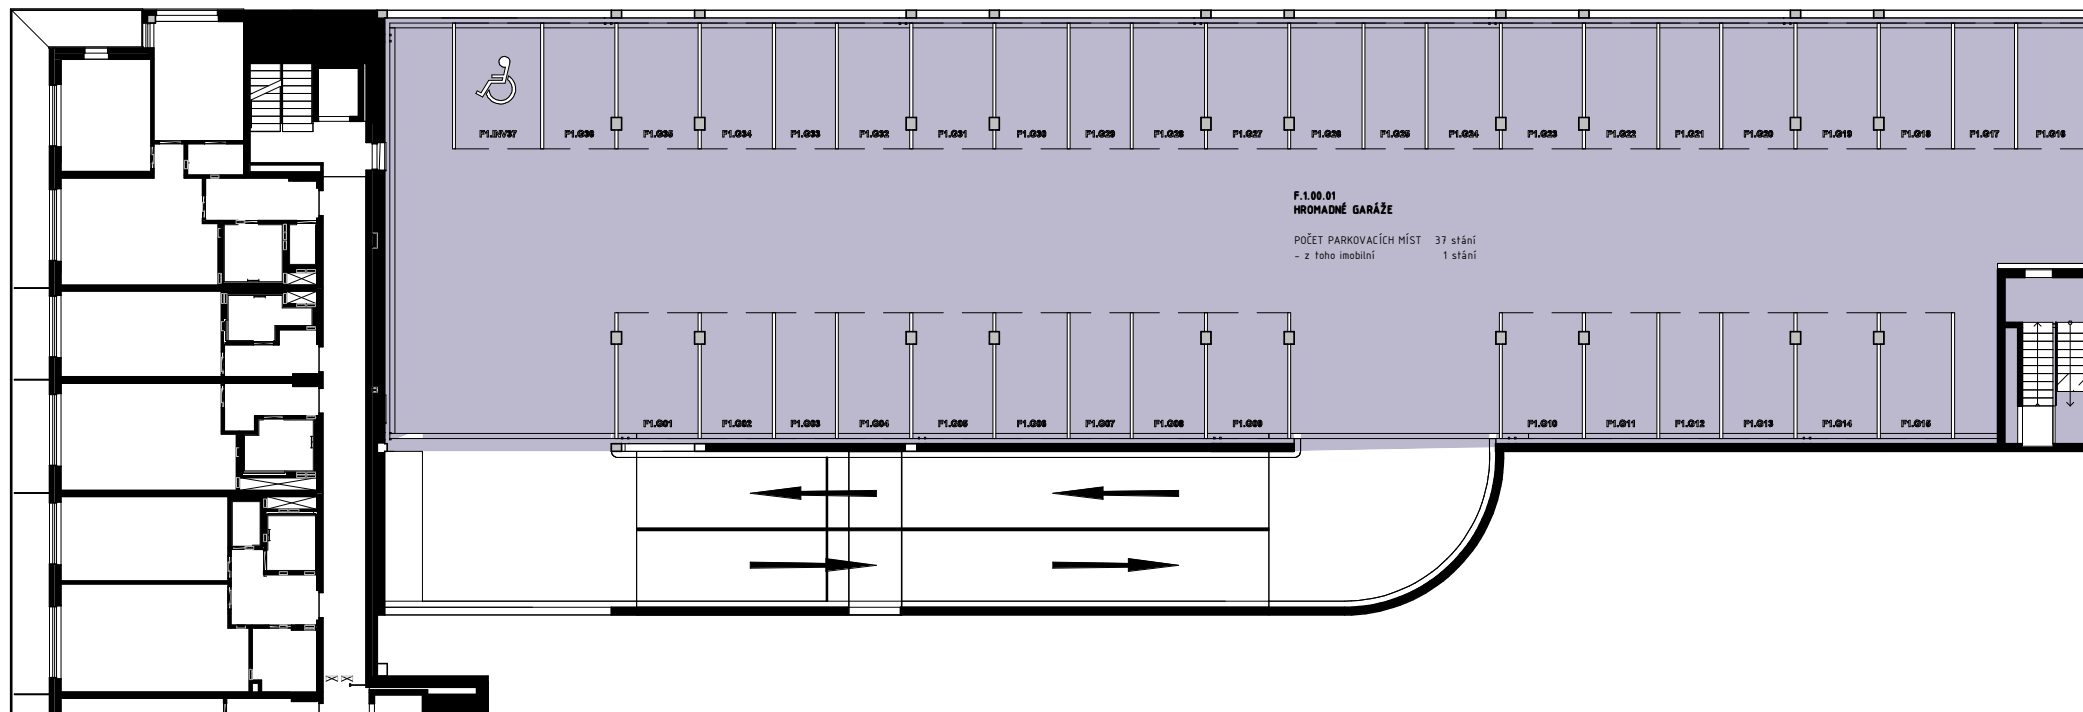 P1.INV37 P1.G36 P1.G35 P1.G34 P1.G33 P1.G32 P1.G31 P1.G30 P1.G29 P1.G28 P1.G27 P1.G26 P1.G25 P1.G24 P1.G23 P1.G22 P1.G21 P1.G20 P1.G19 P1.G18 P1.G17 P1.G16
F.1.00.01
HROMADNÉ GARÁŽE
POČET PARKOVACÍCH MÍST 37 stání
- z toho imobilní 1 stání
P1.G01 P1.G02 P1.G03 P1.G04 P1.G05 P1.G06 P1.G07 P1.G08 P1.G09 P1.G10 P1.G11 P1.G12 P1.G13 P1.G14 P1.G15